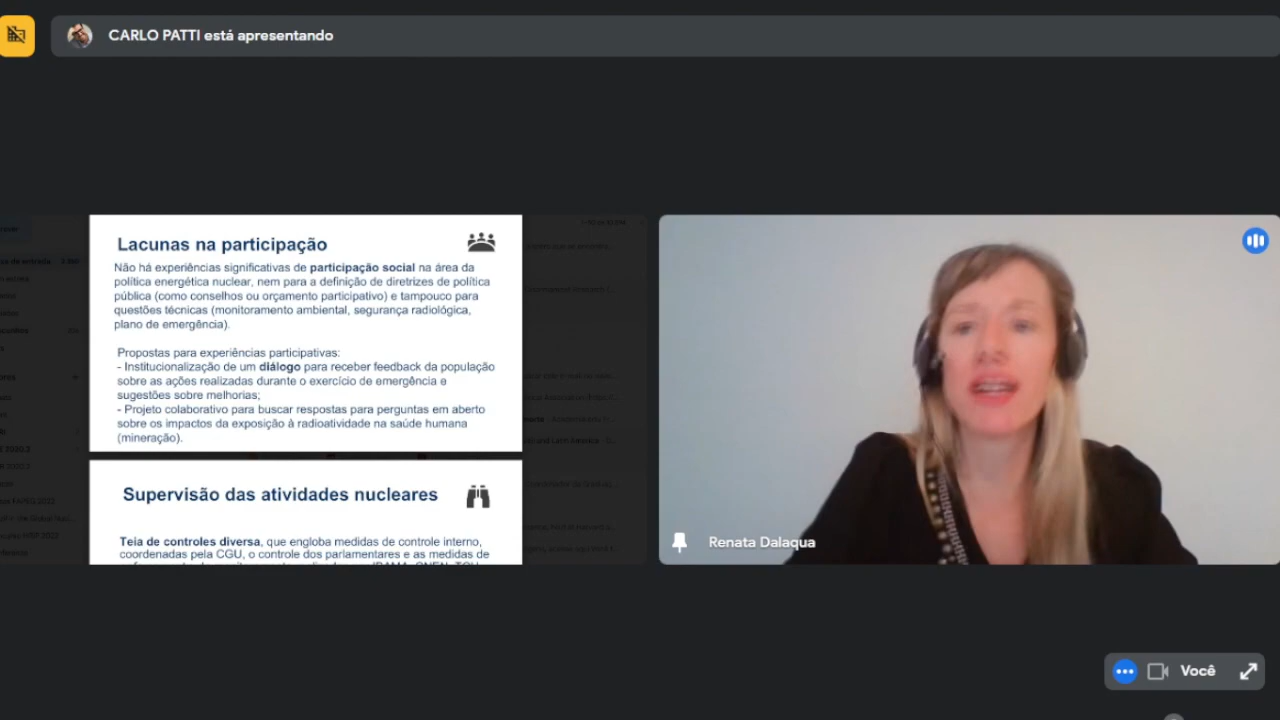 CARLO PATTI está apresentando
Lacunas na participação
Não há experiências significativas de participação social na área da
política energética nuclear, nem para a definição de diretrizes de política
pública (como conselhos ou orçamento participativo) e tampouco para
questões técnicas (monitoramento ambiental, segurança radiológica,
plano de emergência).
Propostas para experiências participativas:
- Institucionalização de um diálogo para receber feedback da população
sobre as ações realizadas durante o exercício de emergência e
sugestões sobre melhorias;
- Projeto colaborativo para buscar respostas para perguntas em aberto
sobre os impactos da exposição à radioatividade na saúde humana
(mineração).
Supervisão das atividades nucleares
Teia de controles diversa, que engloba medidas de controle interno,
coordenadas pela CGU, o controle dos parlamentares e as medidas de
Renata Dalaqua
Você